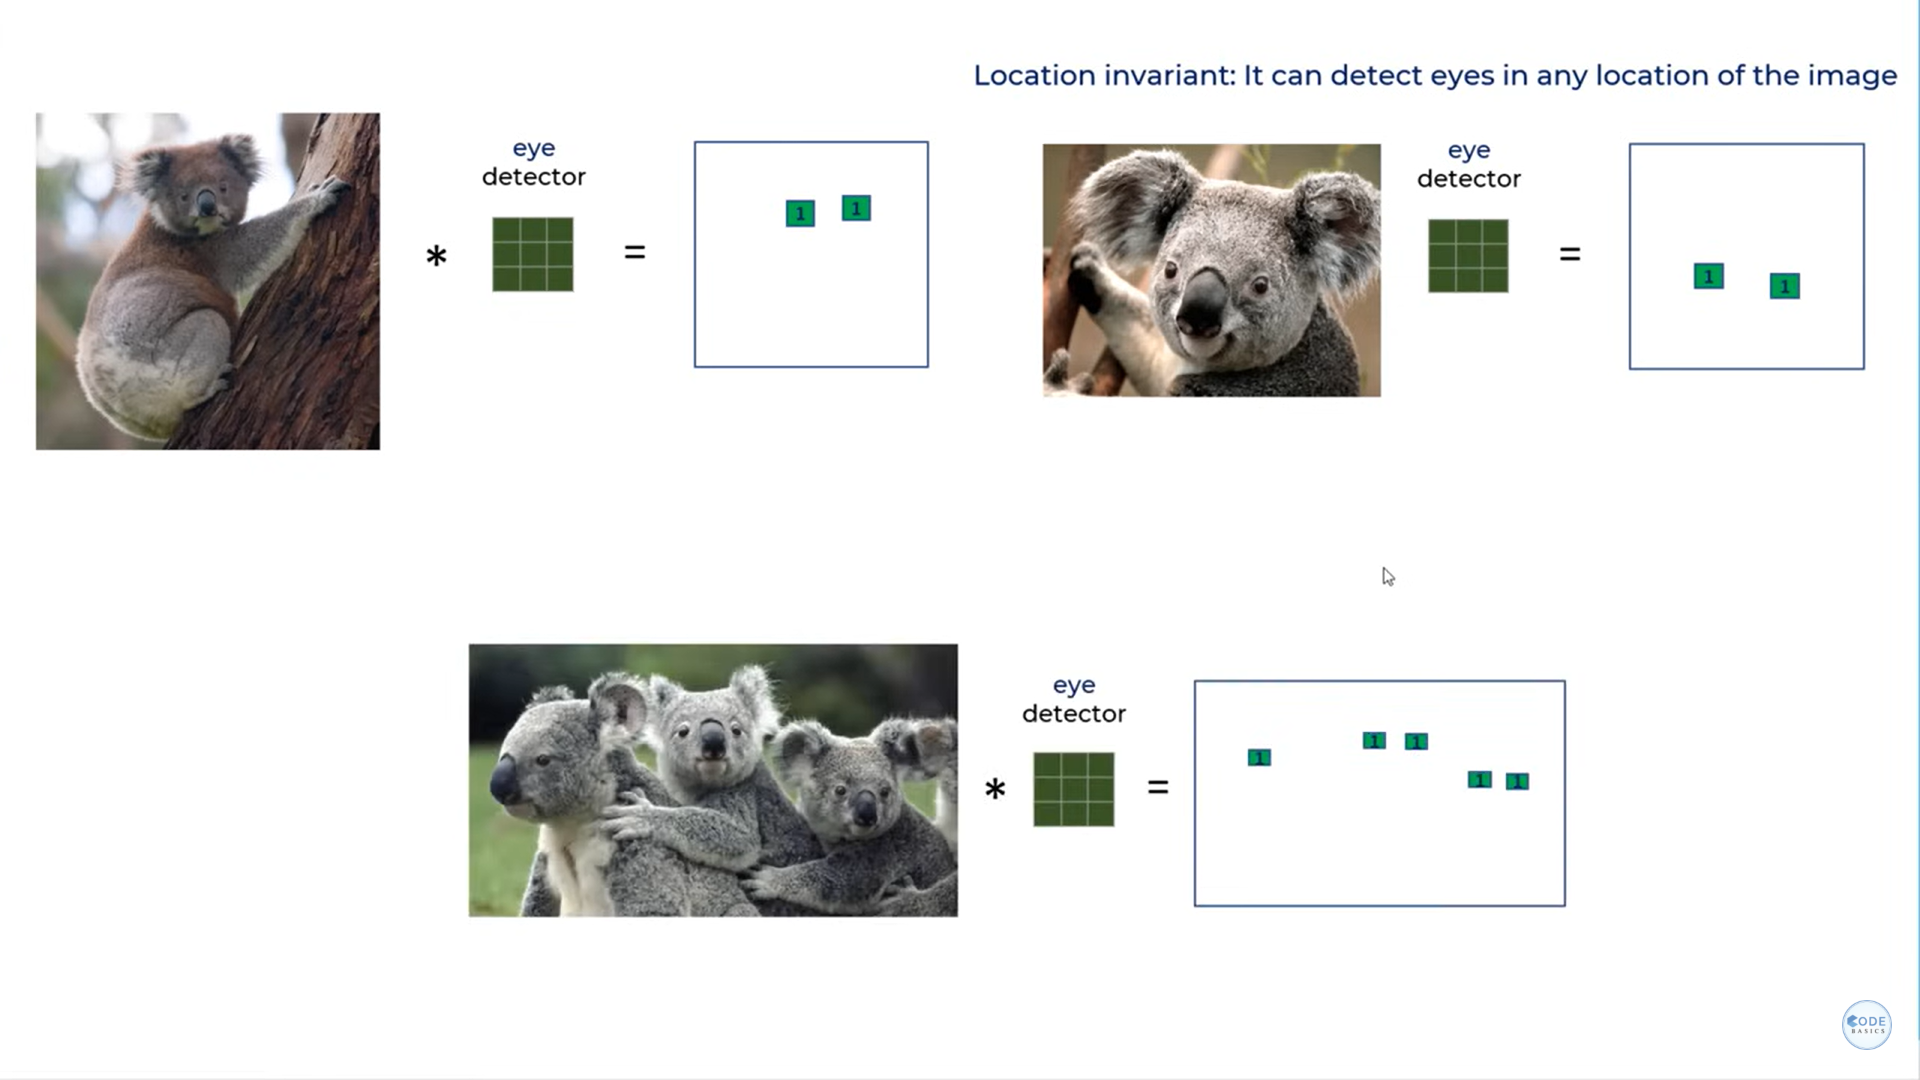 Location invariant: It can detect eyes in any location of the image
eye
detector
*
=
1
1
eye
detector
=
1
1
eye
detector
*
=
1
1
1
1
1
CODE
BASICS